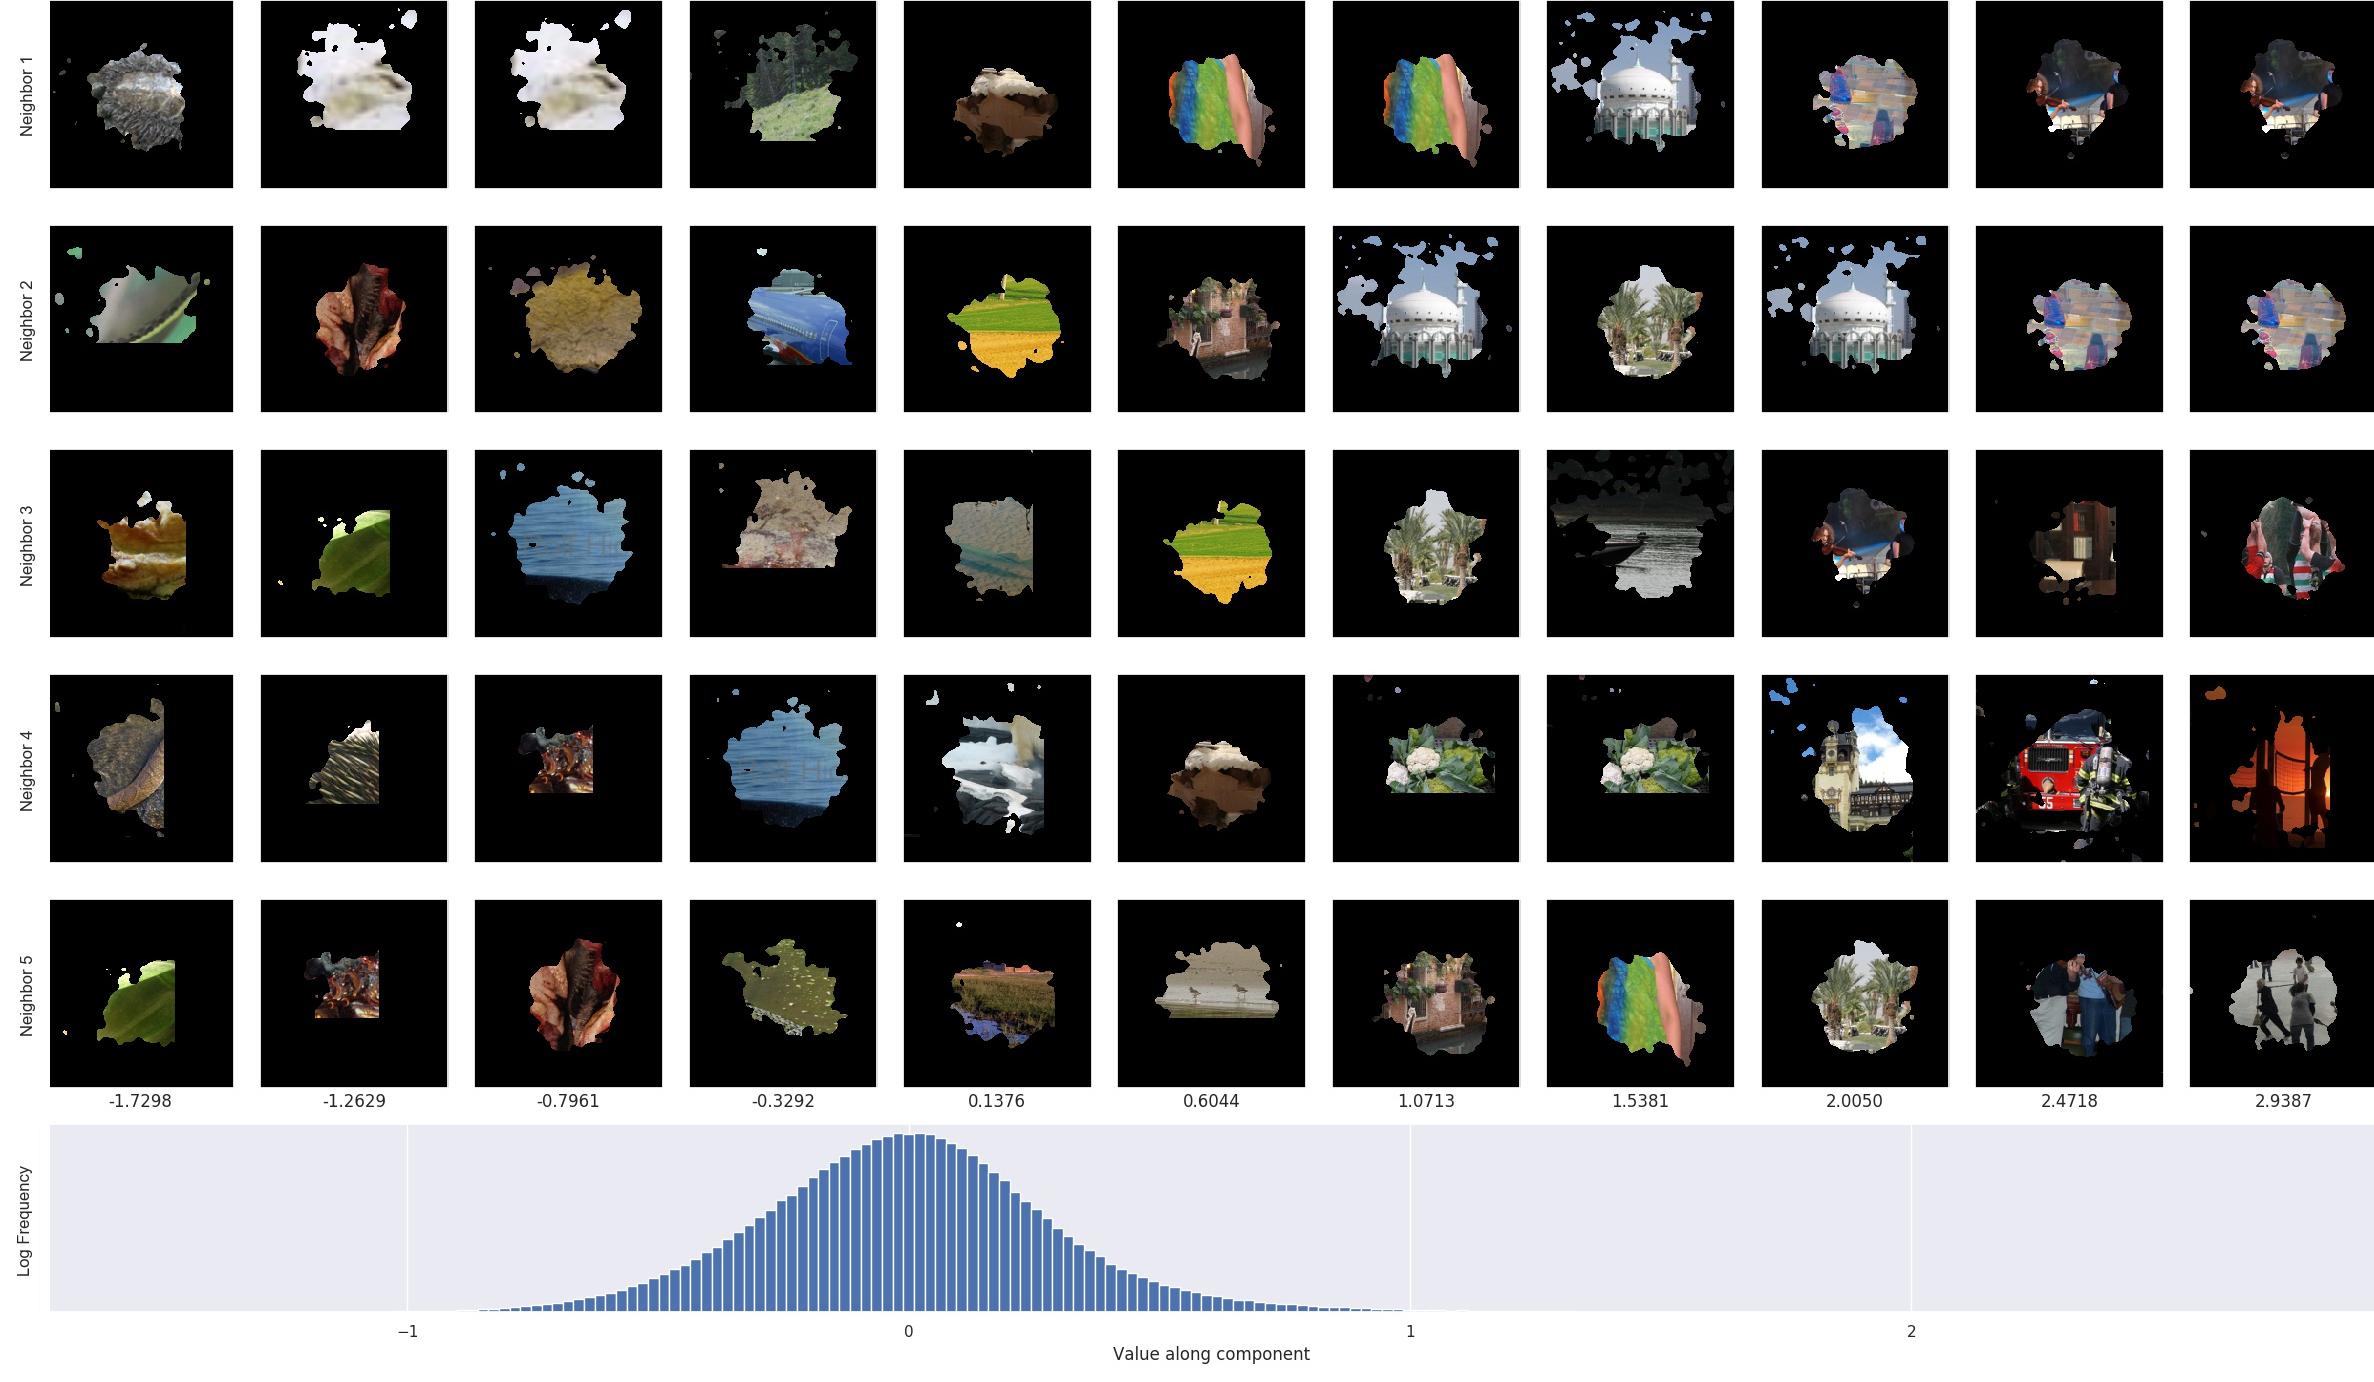 Neighbor 1
Neighbor 2
Neighbor 3
55
Neighbor 4
Neighbor 5
-1.7298 -1.2629 -0.7961 -0.3292 0.1376 0.6044 1.0713 1.5381 2.0050 2.4718 2.9387
Log Frequency
−1 0 1 2
Value along component